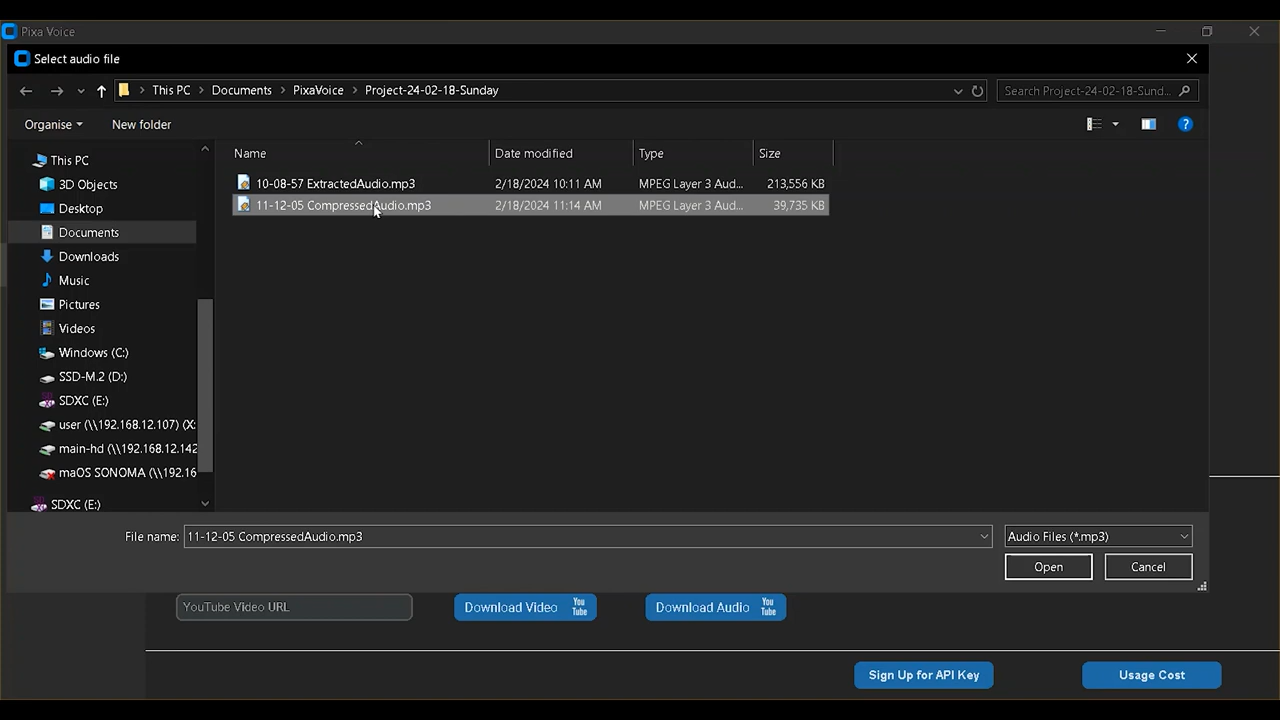 Pixa Voice
Select audio file
This PC > Documents > PixaVoice > Project-24-02-18-Sunday
Search Project-24-02-18-Sund...
Organise
New folder
Name Date modified Type Size
10-08-57 ExtractedAudio.mp3 2/18/2024 10:11 AM MPEG Layer 3 Aud... 213,556 KB
11-12-05 CompressedAudio.mp3 2/18/2024 11:14 AM MPEG Layer 3 Aud... 39,735 KB
This PC
3D Objects
Desktop
Documents
Downloads
Music
Pictures
Videos
Windows (C:)
SSD-M.2 (D:)
SDXC (E:)
user (\\192.168.12.107) (X:
main-hd (\\192.168.12.142
maOS SONOMA (\\192.16
SDXC (E:)
File name: 11-12-05 CompressedAudio.mp3
Audio Files (*.mp3)
Open Cancel
YouTube Video URL
Download Video You Tube
Download Audio You Tube
Sign Up for API Key
Usage Cost